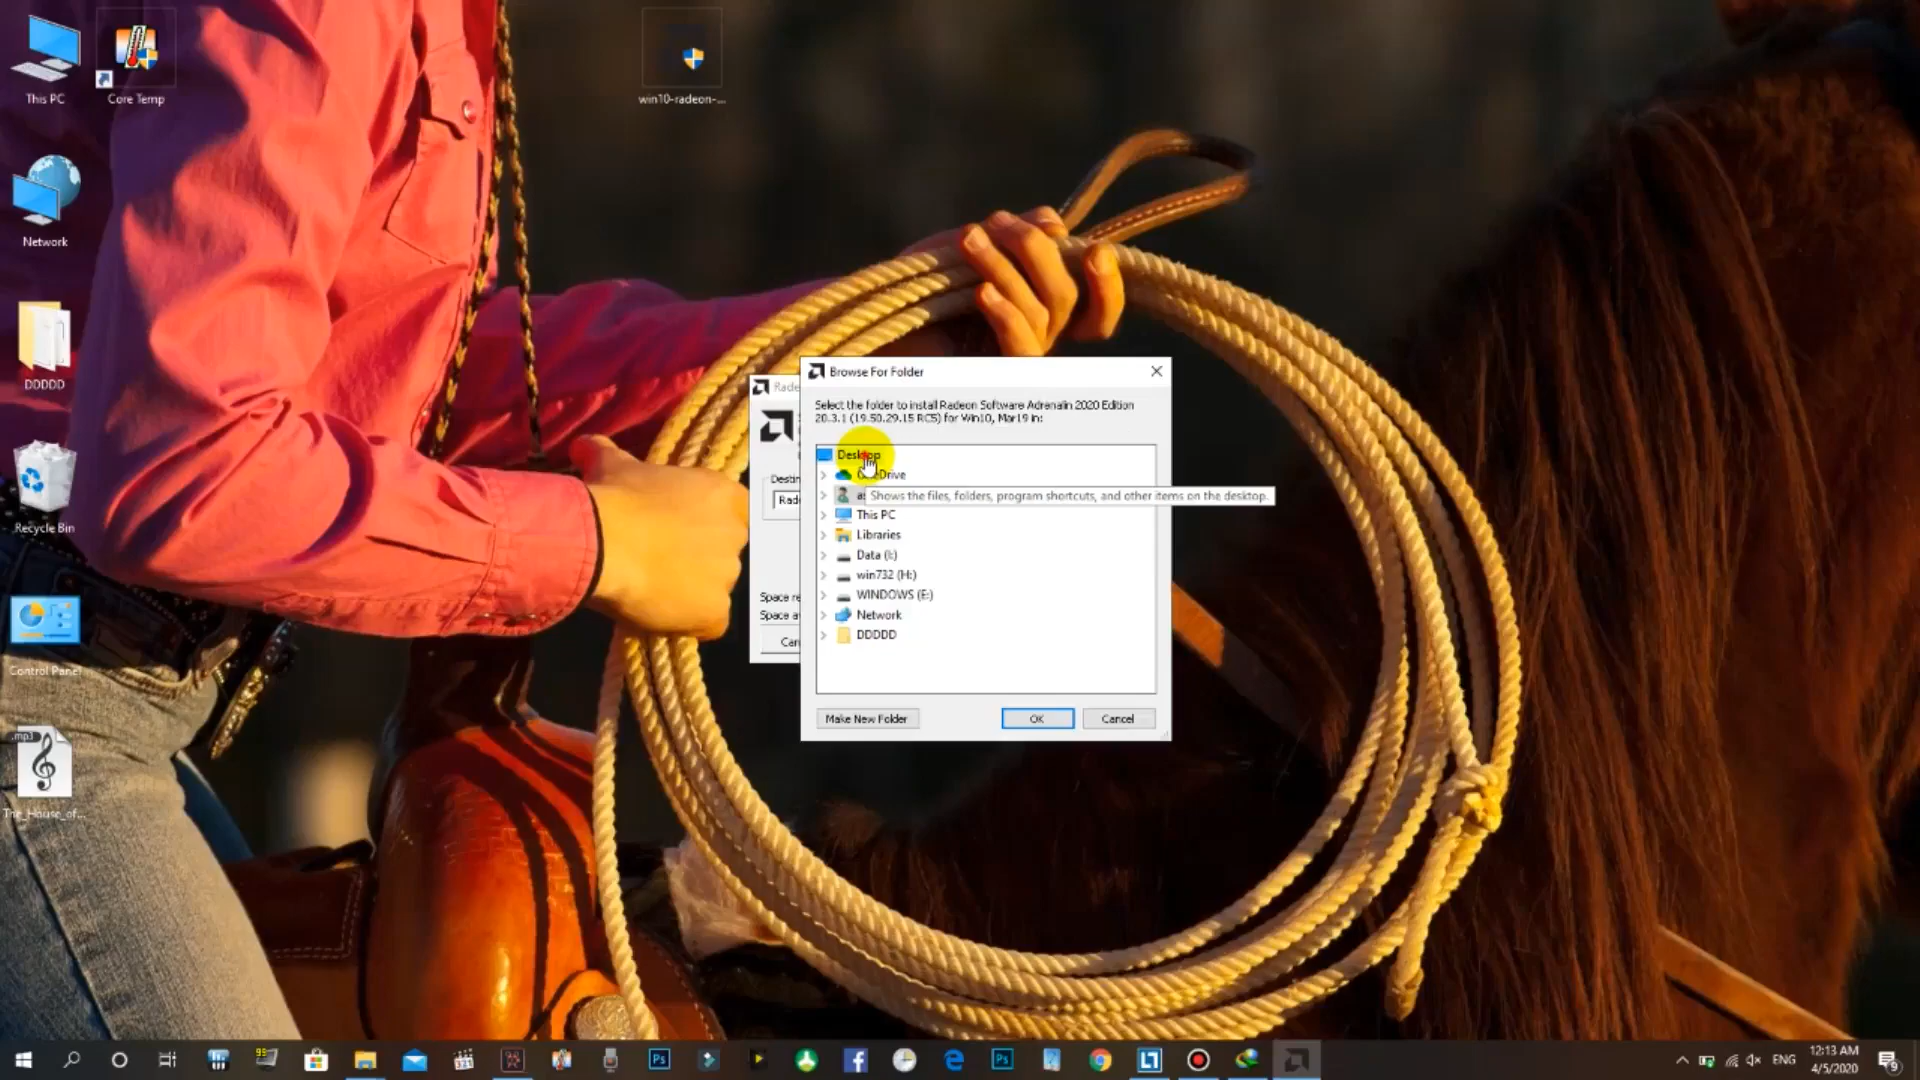 This PC
Core Temp
win10-radeon-...
Network
DDDDD
Recycle Bin
Control Panel
.mp3
The_House_of...
Rade
Destin
Rad
Space re
Space av
Can
Browse For Folder
Select the folder to install Radeon Software Adrenalin 2020 Edition
20.3.1 (19.50.29.15 RC5) for Win10, Mar19 in:
Desktop
OneDrive
Shows the files, folders, program shortcuts, and other items on the desktop.
This PC
Libraries
Data (I:)
win732 (H:)
WINDOWS (E:)
Network
DDDDD
Make New Folder
OK
Cancel
ENG
12:13 AM
4/5/2020